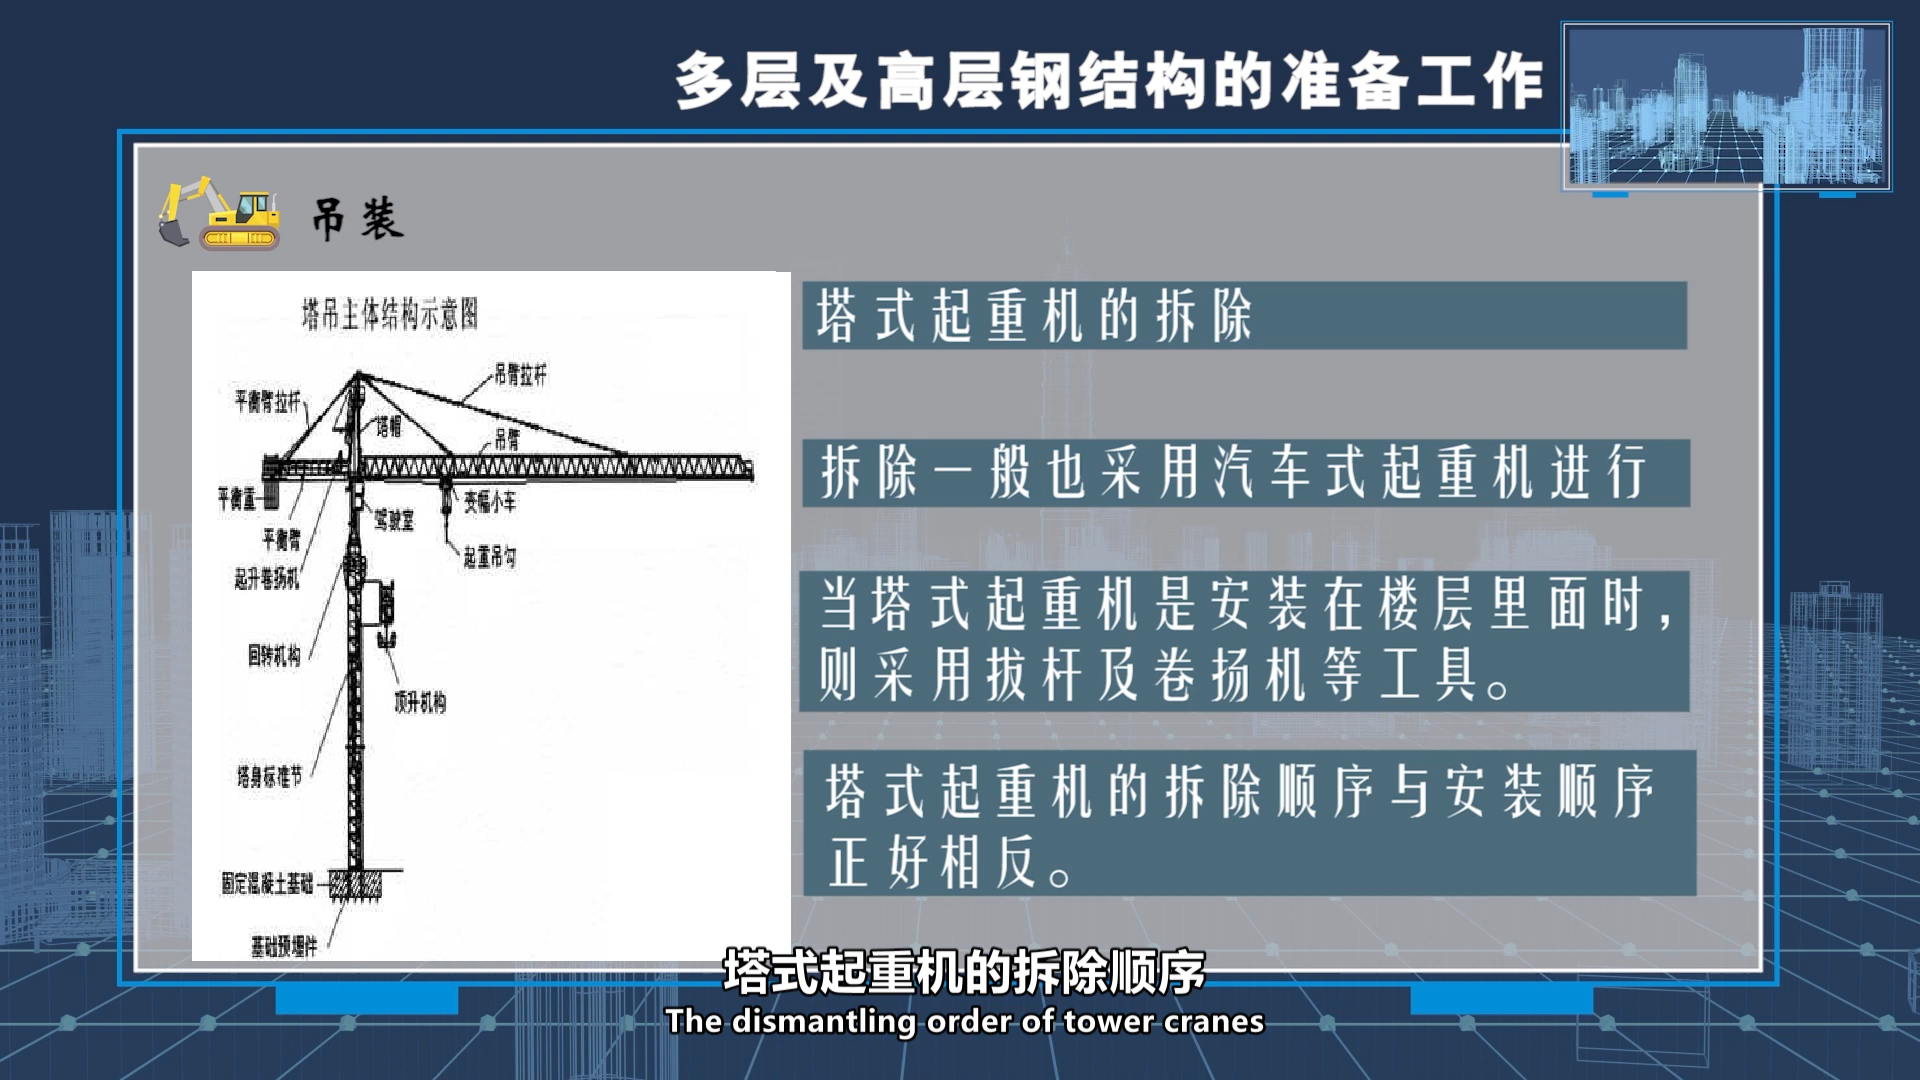 多层及高层钢结构的准备工作
吊装
塔吊主体结构示意图
吊臂拉杆
平衡臂拉杆
塔帽
吊臂
平衡重
变幅小车
驾驶室
平衡臂
起重吊勾
起升卷扬机
回转机构
顶升机构
塔身标准节
固定混凝土基础
基础预埋件
塔式起重机的拆除
拆除一般也采用汽车式起重机进行
当塔式起重机是安装在楼层里面时，
则采用拔杆及卷扬机等工具。
塔式起重机的拆除顺序与安装顺序
正好相反。
塔式起重机的拆除顺序
The dismantling order of tower cranes